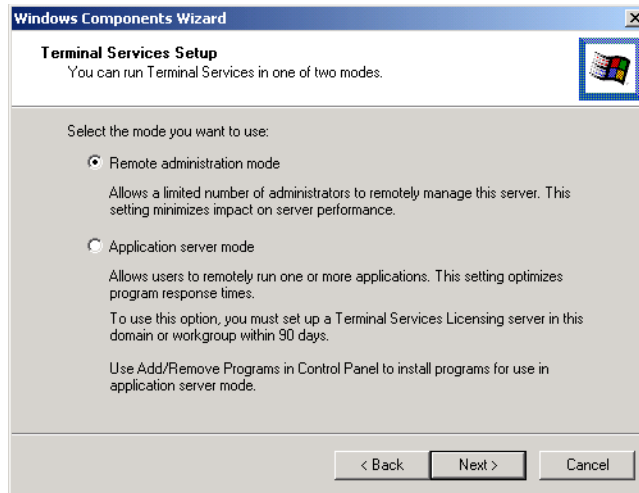 Windows Components Wizard
Terminal Services Setup
You can run Terminal Services in one of two modes.
Select the mode you want to use:
Remote administration mode
Allows a limited number of administrators to remotely manage this server. This
setting minimizes impact on server performance.
Application server mode
Allows users to remotely run one or more applications. This setting optimizes
program response times.
To use this option, you must set up a Terminal Services Licensing server in this
domain or workgroup within 90 days.
Use Add/Remove Programs in Control Panel to install programs for use in
application server mode.
< Back
Next >
Cancel